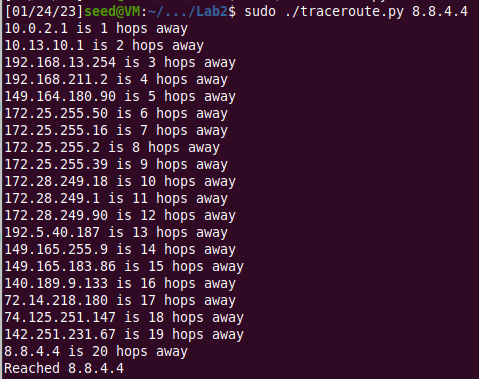 [01/24/23]seed@VM:~/.../Lab2$ sudo ./traceroute.py 8.8.4.4
10.0.2.1 is 1 hops away
10.13.10.1 is 2 hops away
192.168.13.254 is 3 hops away
192.168.211.2 is 4 hops away
149.164.180.90 is 5 hops away
172.25.255.50 is 6 hops away
172.25.255.16 is 7 hops away
172.25.255.2 is 8 hops away
172.25.255.39 is 9 hops away
172.28.249.18 is 10 hops away
172.28.249.1 is 11 hops away
172.28.249.90 is 12 hops away
192.5.40.187 is 13 hops away
149.165.255.9 is 14 hops away
149.165.183.86 is 15 hops away
140.189.9.133 is 16 hops away
72.14.218.180 is 17 hops away
74.125.251.147 is 18 hops away
142.251.231.67 is 19 hops away
8.8.4.4 is 20 hops away
Reached 8.8.4.4